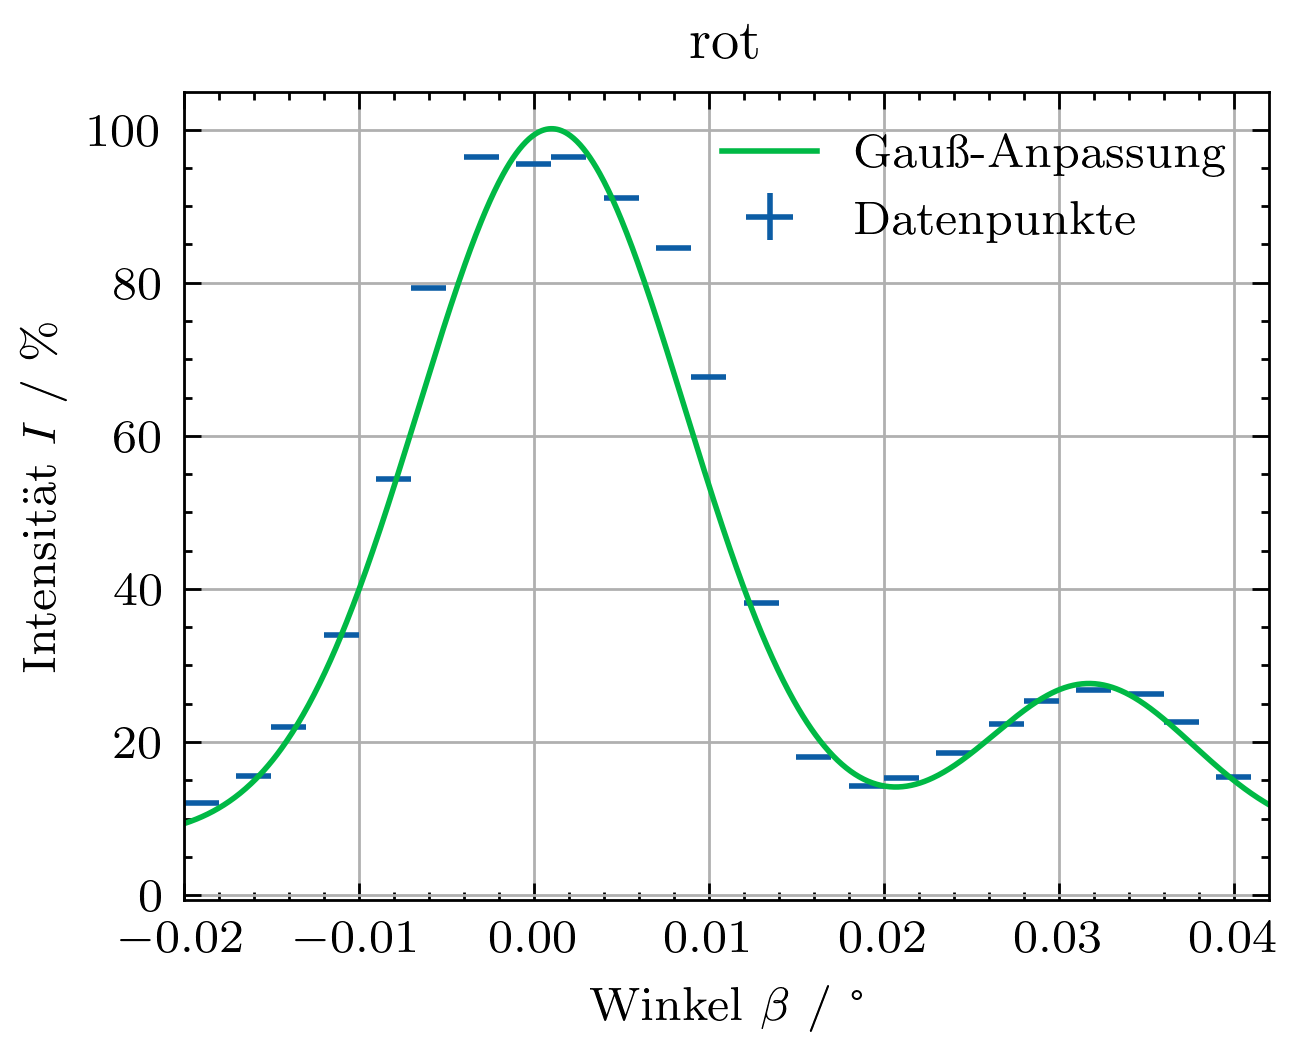 rot
Gauß-Anpassung
Datenpunkte
Intensität I / %
100
80
60
40
20
0
−0.02 −0.01 0.00 0.01 0.02 0.03 0.04
Winkel β / °